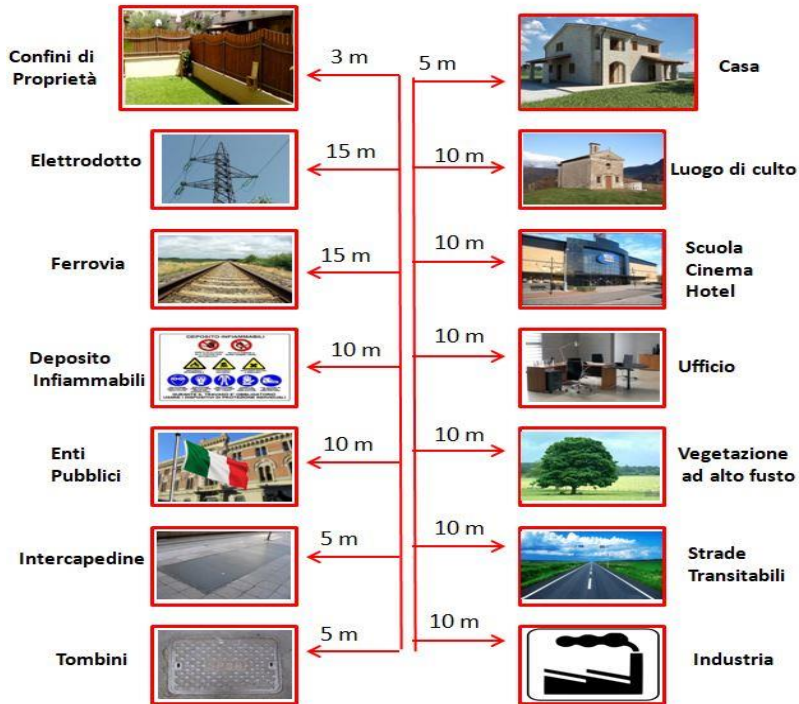 Confini di
Proprietà
3 m
5 m
Casa
Elettrodotto
15 m
10 m
Luogo di culto
Ferrovia
15 m
10 m
Scuola
Cinema
Hotel
Deposito
Infiammabili
DEPOSITO INFIAMMABILI
10 m
10 m
Ufficio
Enti
Pubblici
10 m
10 m
Vegetazione
ad alto fusto
Intercapedine
5 m
10 m
Strade
Transitabili
Tombini
5 m
10 m
Industria